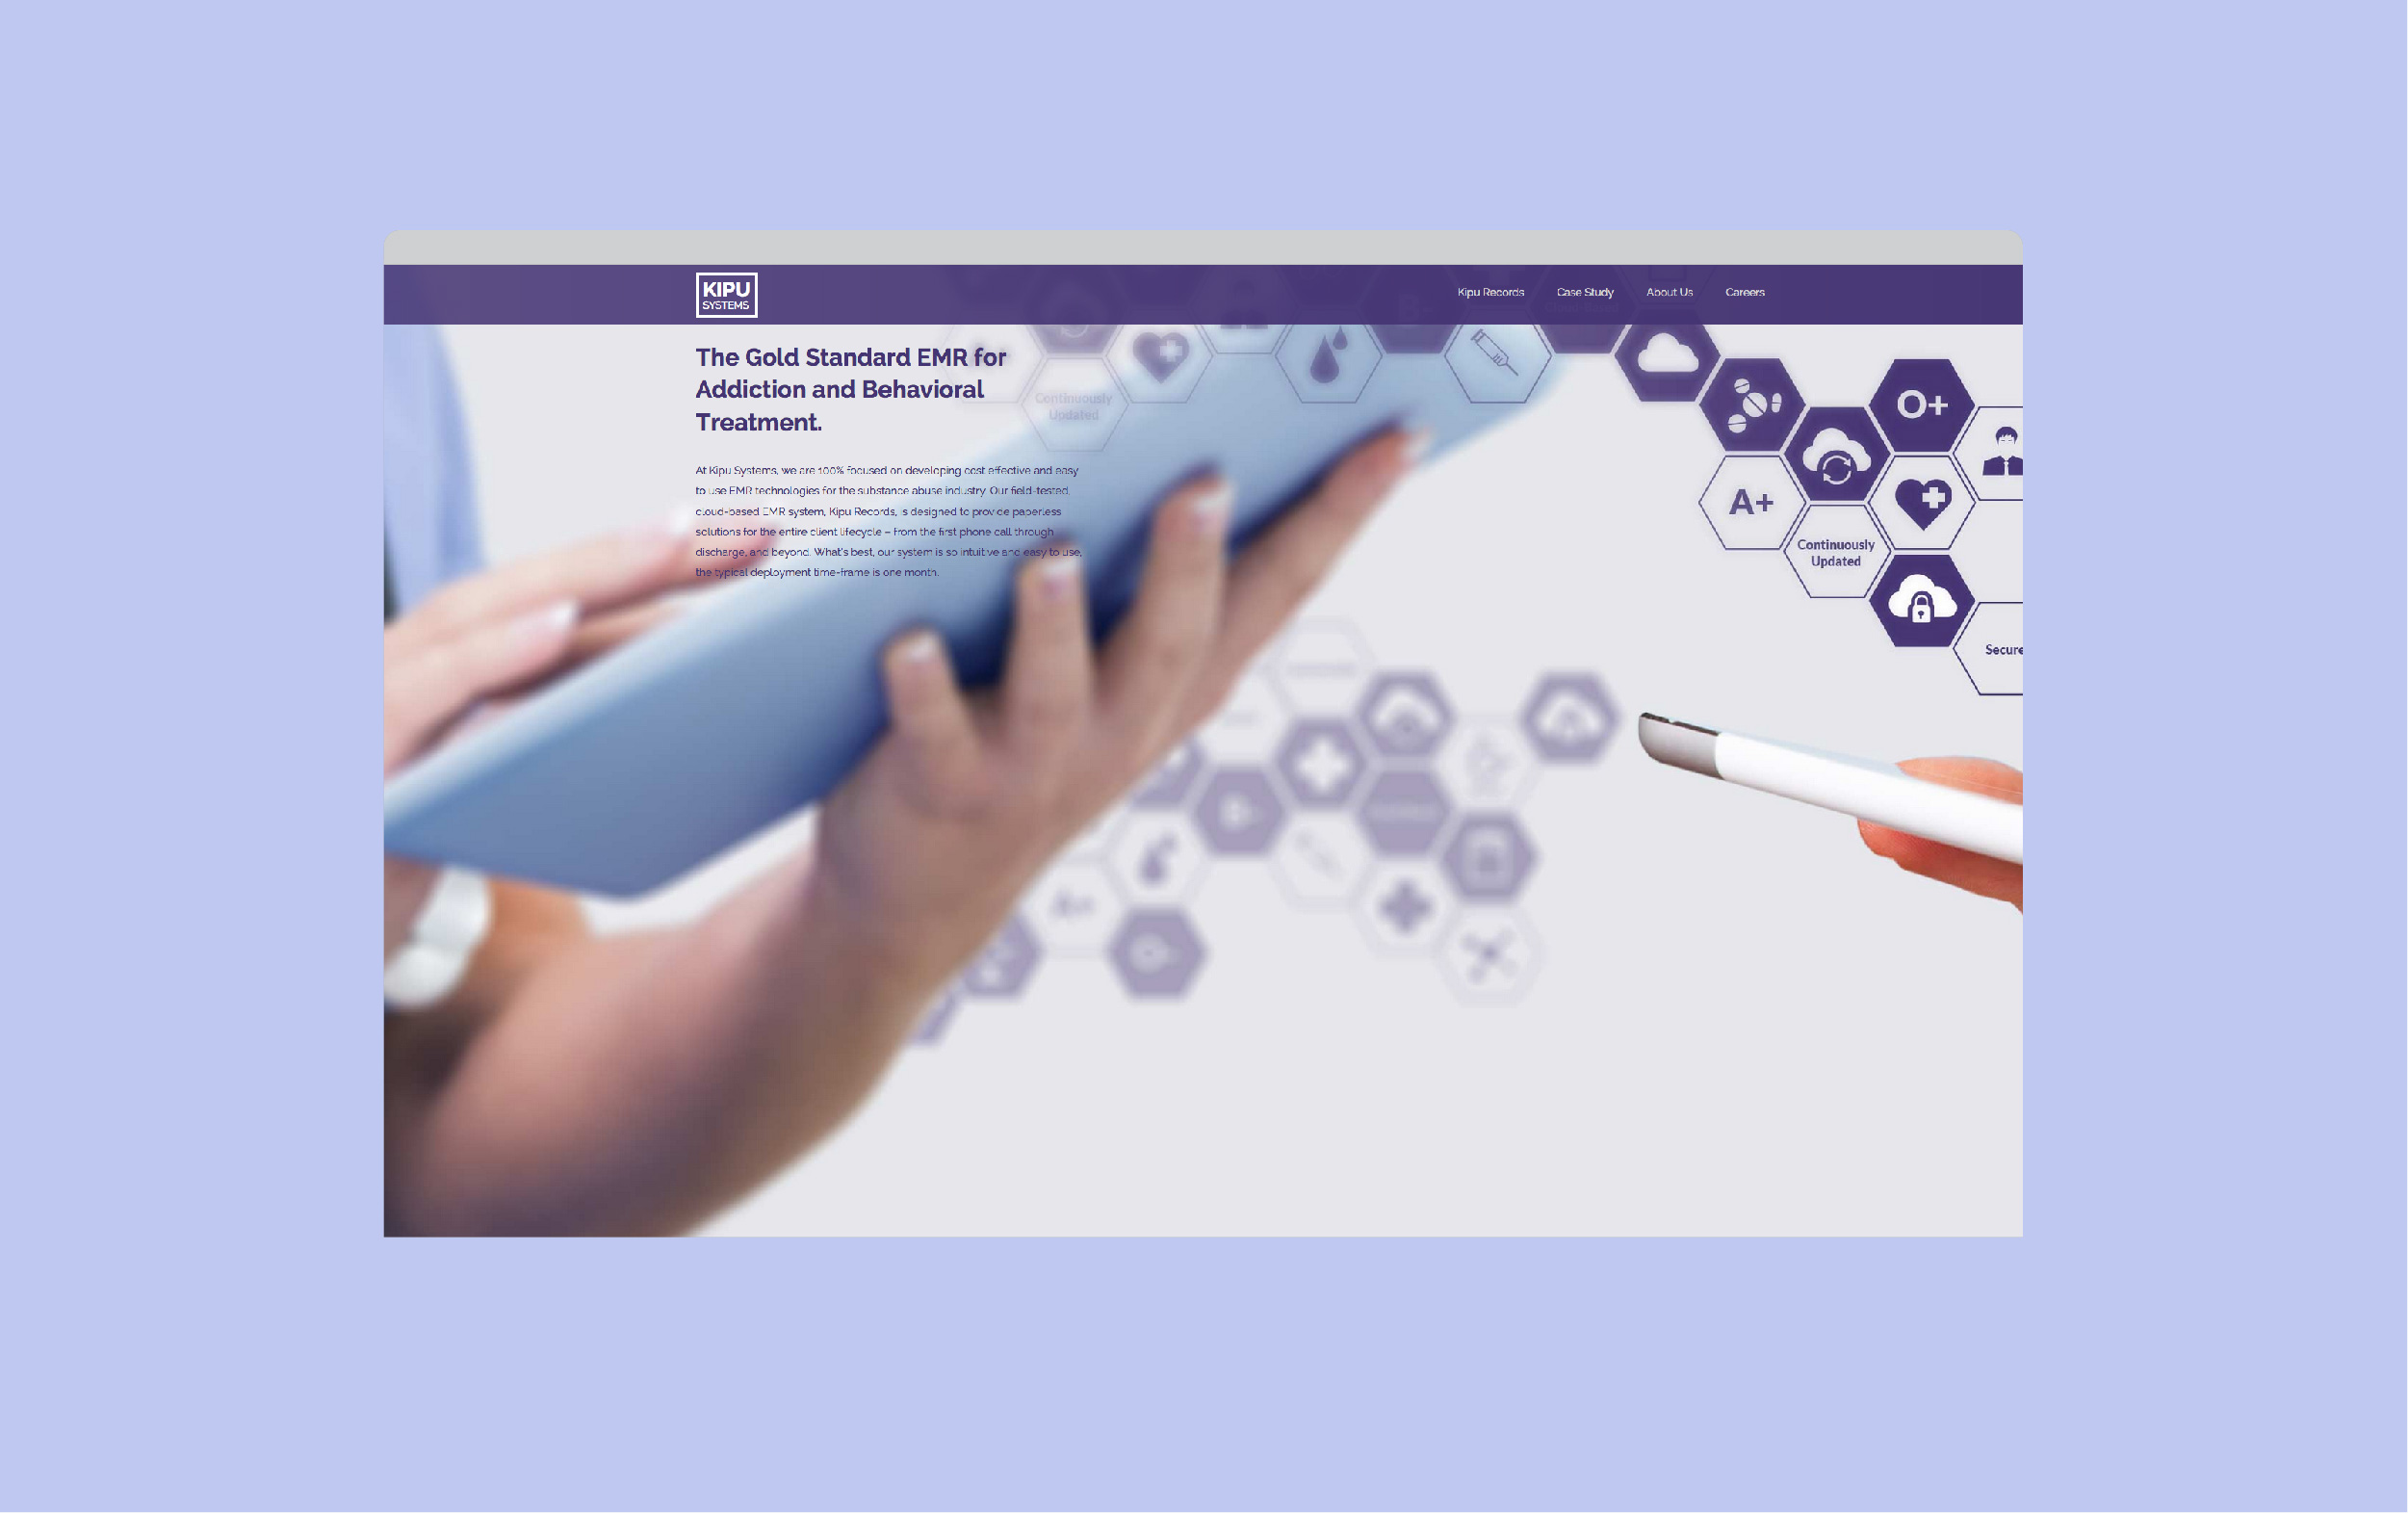 KIPU
SYSTEMS
Kipu Records
Case Study
About Us
Careers
The Gold Standard EMR for
Addiction and Behavioral
Treatment.
At Kipu Systems, we are 100% focused on developing cost effective and easy
to use EMR technologies for the substance abuse industry. Our field-tested,
cloud-based EMR system, Kipu Records, is designed to provide paperless
solutions for the entire client lifecycle – from the first phone call through
discharge, and beyond. What's best, our system is so intuitive and easy to use,
the typical deployment time-frame is one month.
Continuously
Updated
O+
A+
Continuously
Updated
Secure
A+